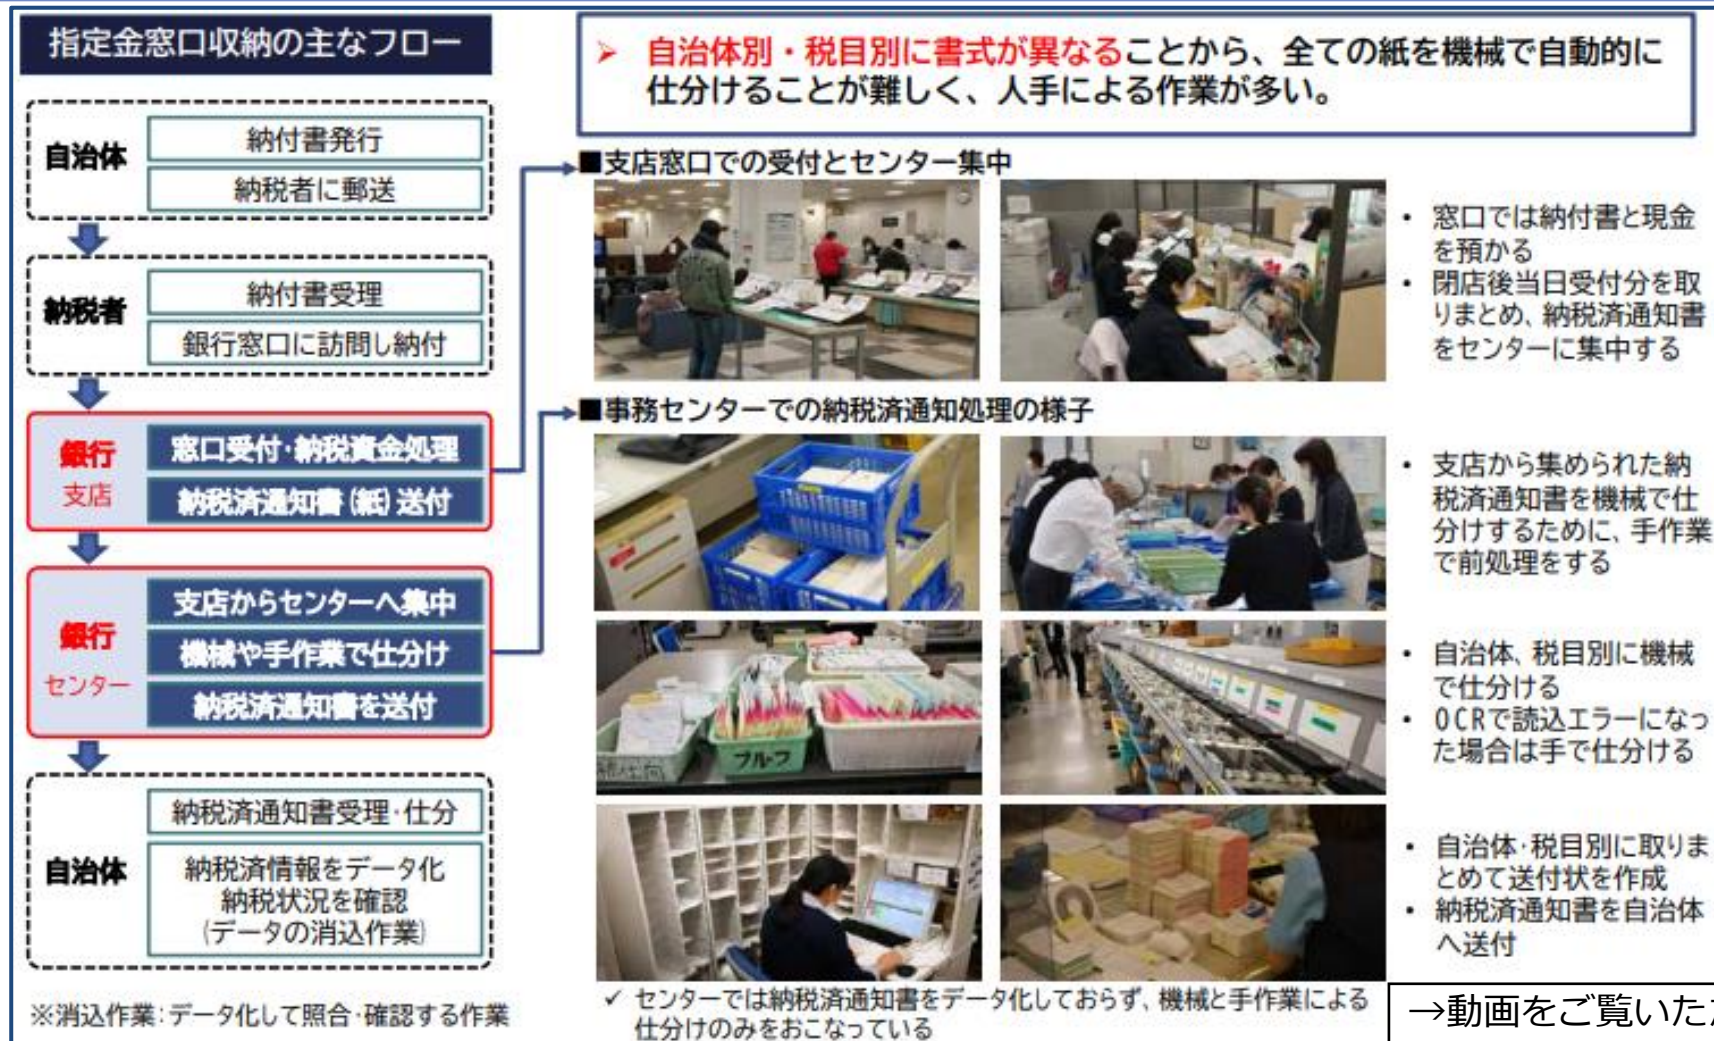 指定金窓口収納の主なフロー
自治体
納付書発行
納税者に郵送
納税者
納付書受理
銀行窓口に訪問し納付
銀行
支店
窓口受付・納税資金処理
納税済通知書(紙)送付
銀行
センター
支店からセンターへ集中
機械や手作業で仕分け
納税済通知書を送付
自治体
納税済通知書受理・仕分
納税済情報をデータ化
納税状況を確認
(データの消込作業)
※消込作業:データ化して照合・確認する作業
➢ 自治体別・税目別に書式が異なることから、全ての紙を機械で自動的に
仕分けることが難しく、人手による作業が多い。
■支店窓口での受付とセンター集中
• 窓口では納付書と現金
を預かる
• 閉店後当日受付分を取
りまとめ、納税済通知書
をセンターに集中する
■事務センターでの納税済通知処理の様子
• 支店から集められた納
税済通知書を機械で仕
分けするために、手作業
で前処理をする
プルーフ
• 自治体、税目別に機械
で仕分ける
• OCRで読込エラーになっ
た場合は手で仕分ける
• 自治体・税目別に取りま
とめて送付状を作成
• 納税済通知書を自治体
へ送付
✓ センターでは納税済通知書をデータ化しておらず、機械と手作業による
仕分けのみをおこなっている
→動画をご覧いた